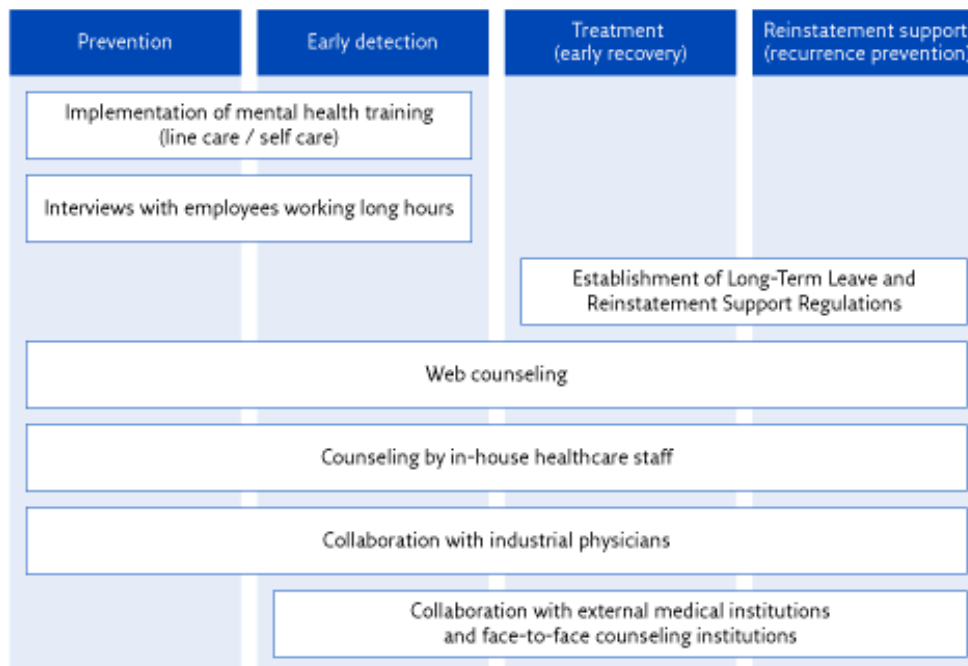 Prevention
Early detection
Treatment
(early recovery)
Reinstatement support
(recurrence prevention)
Implementation of mental health training
(line care / self care)
Interviews with employees working long hours
Establishment of Long-Term Leave and
Reinstatement Support Regulations
Web counseling
Counseling by in-house healthcare staff
Collaboration with industrial physicians
Collaboration with external medical institutions
and face-to-face counseling institutions